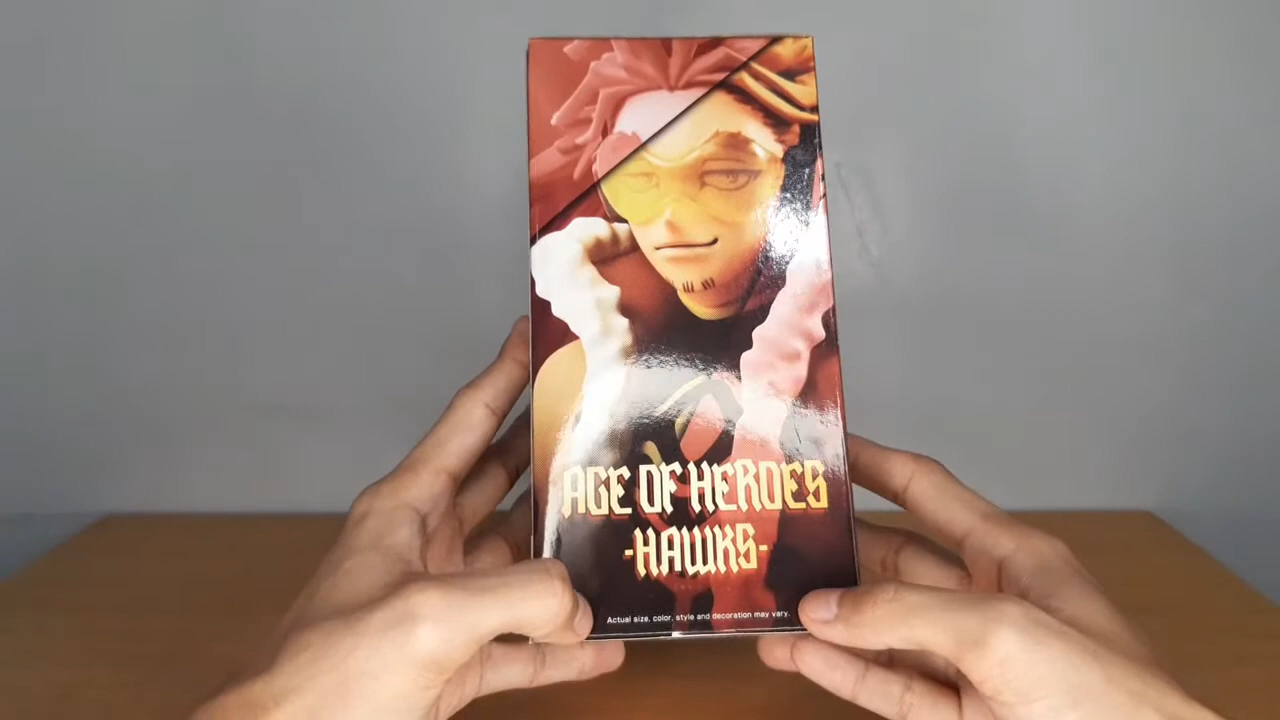 AGE OF HEROES
-HAWKS-
Actual size, color, style and decoration may vary.